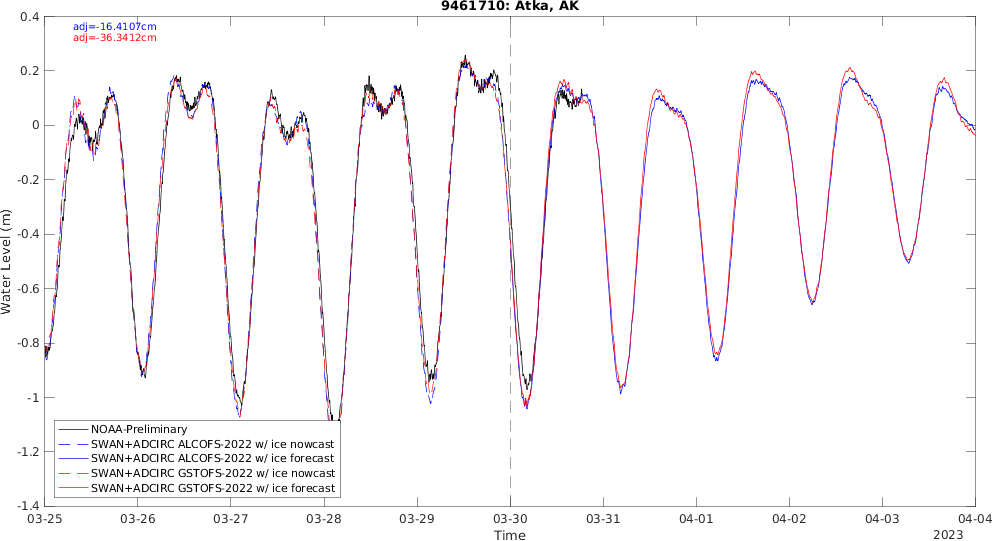 9461710: Atka, AK
adj=-16.4107cm
adj=-36.3412cm
0.4
0.2
0
-0.2
-0.4
-0.6
-0.8
-1
-1.2
-1.4
Water Level (m)
NOAA-Preliminary
SWAN+ADCIRC ALCOFS-2022 w/ ice nowcast
SWAN+ADCIRC ALCOFS-2022 w/ ice forecast
SWAN+ADCIRC GSTOFS-2022 w/ ice nowcast
SWAN+ADCIRC GSTOFS-2022 w/ ice forecast
03-25 03-26 03-27 03-28 03-29 03-30 03-31 04-01 04-02 04-03 04-04
Time
2023